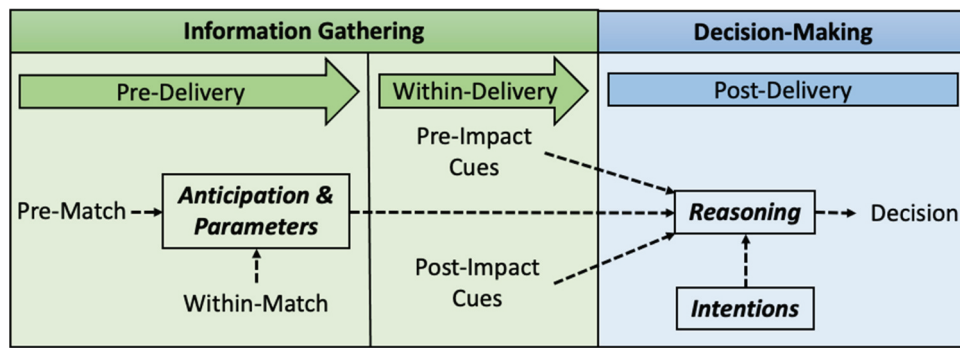 Information Gathering
Decision-Making
Pre-Delivery
Within-Delivery
Post-Delivery
Pre-Impact
Cues
Pre-Match
Anticipation &
Parameters
Reasoning
Decision
Post-Impact
Cues
Within-Match
Intentions